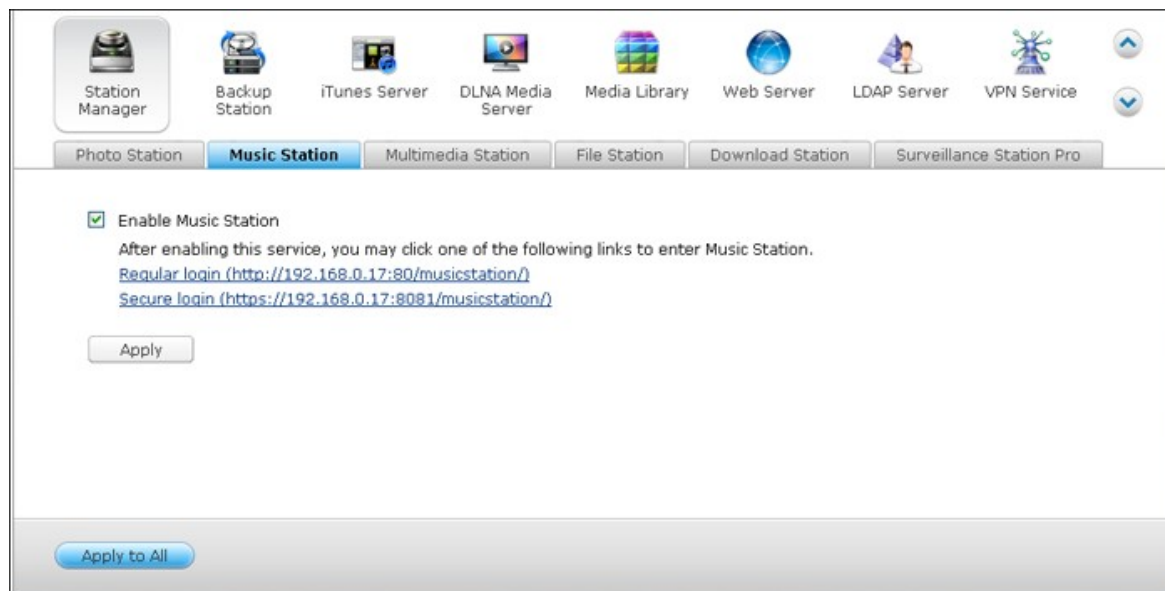 Station Manager
Backup Station
iTunes Server
DLNA Media Server
Media Library
Web Server
LDAP Server
VPN Service
Photo Station
Music Station
Multimedia Station
File Station
Download Station
Surveillance Station Pro
Enable Music Station
After enabling this service, you may click one of the following links to enter Music Station.
Regular login (http://192.168.0.17:80/musicstation/)
Secure login (https://192.168.0.17:8081/musicstation/)
Apply
Apply to All